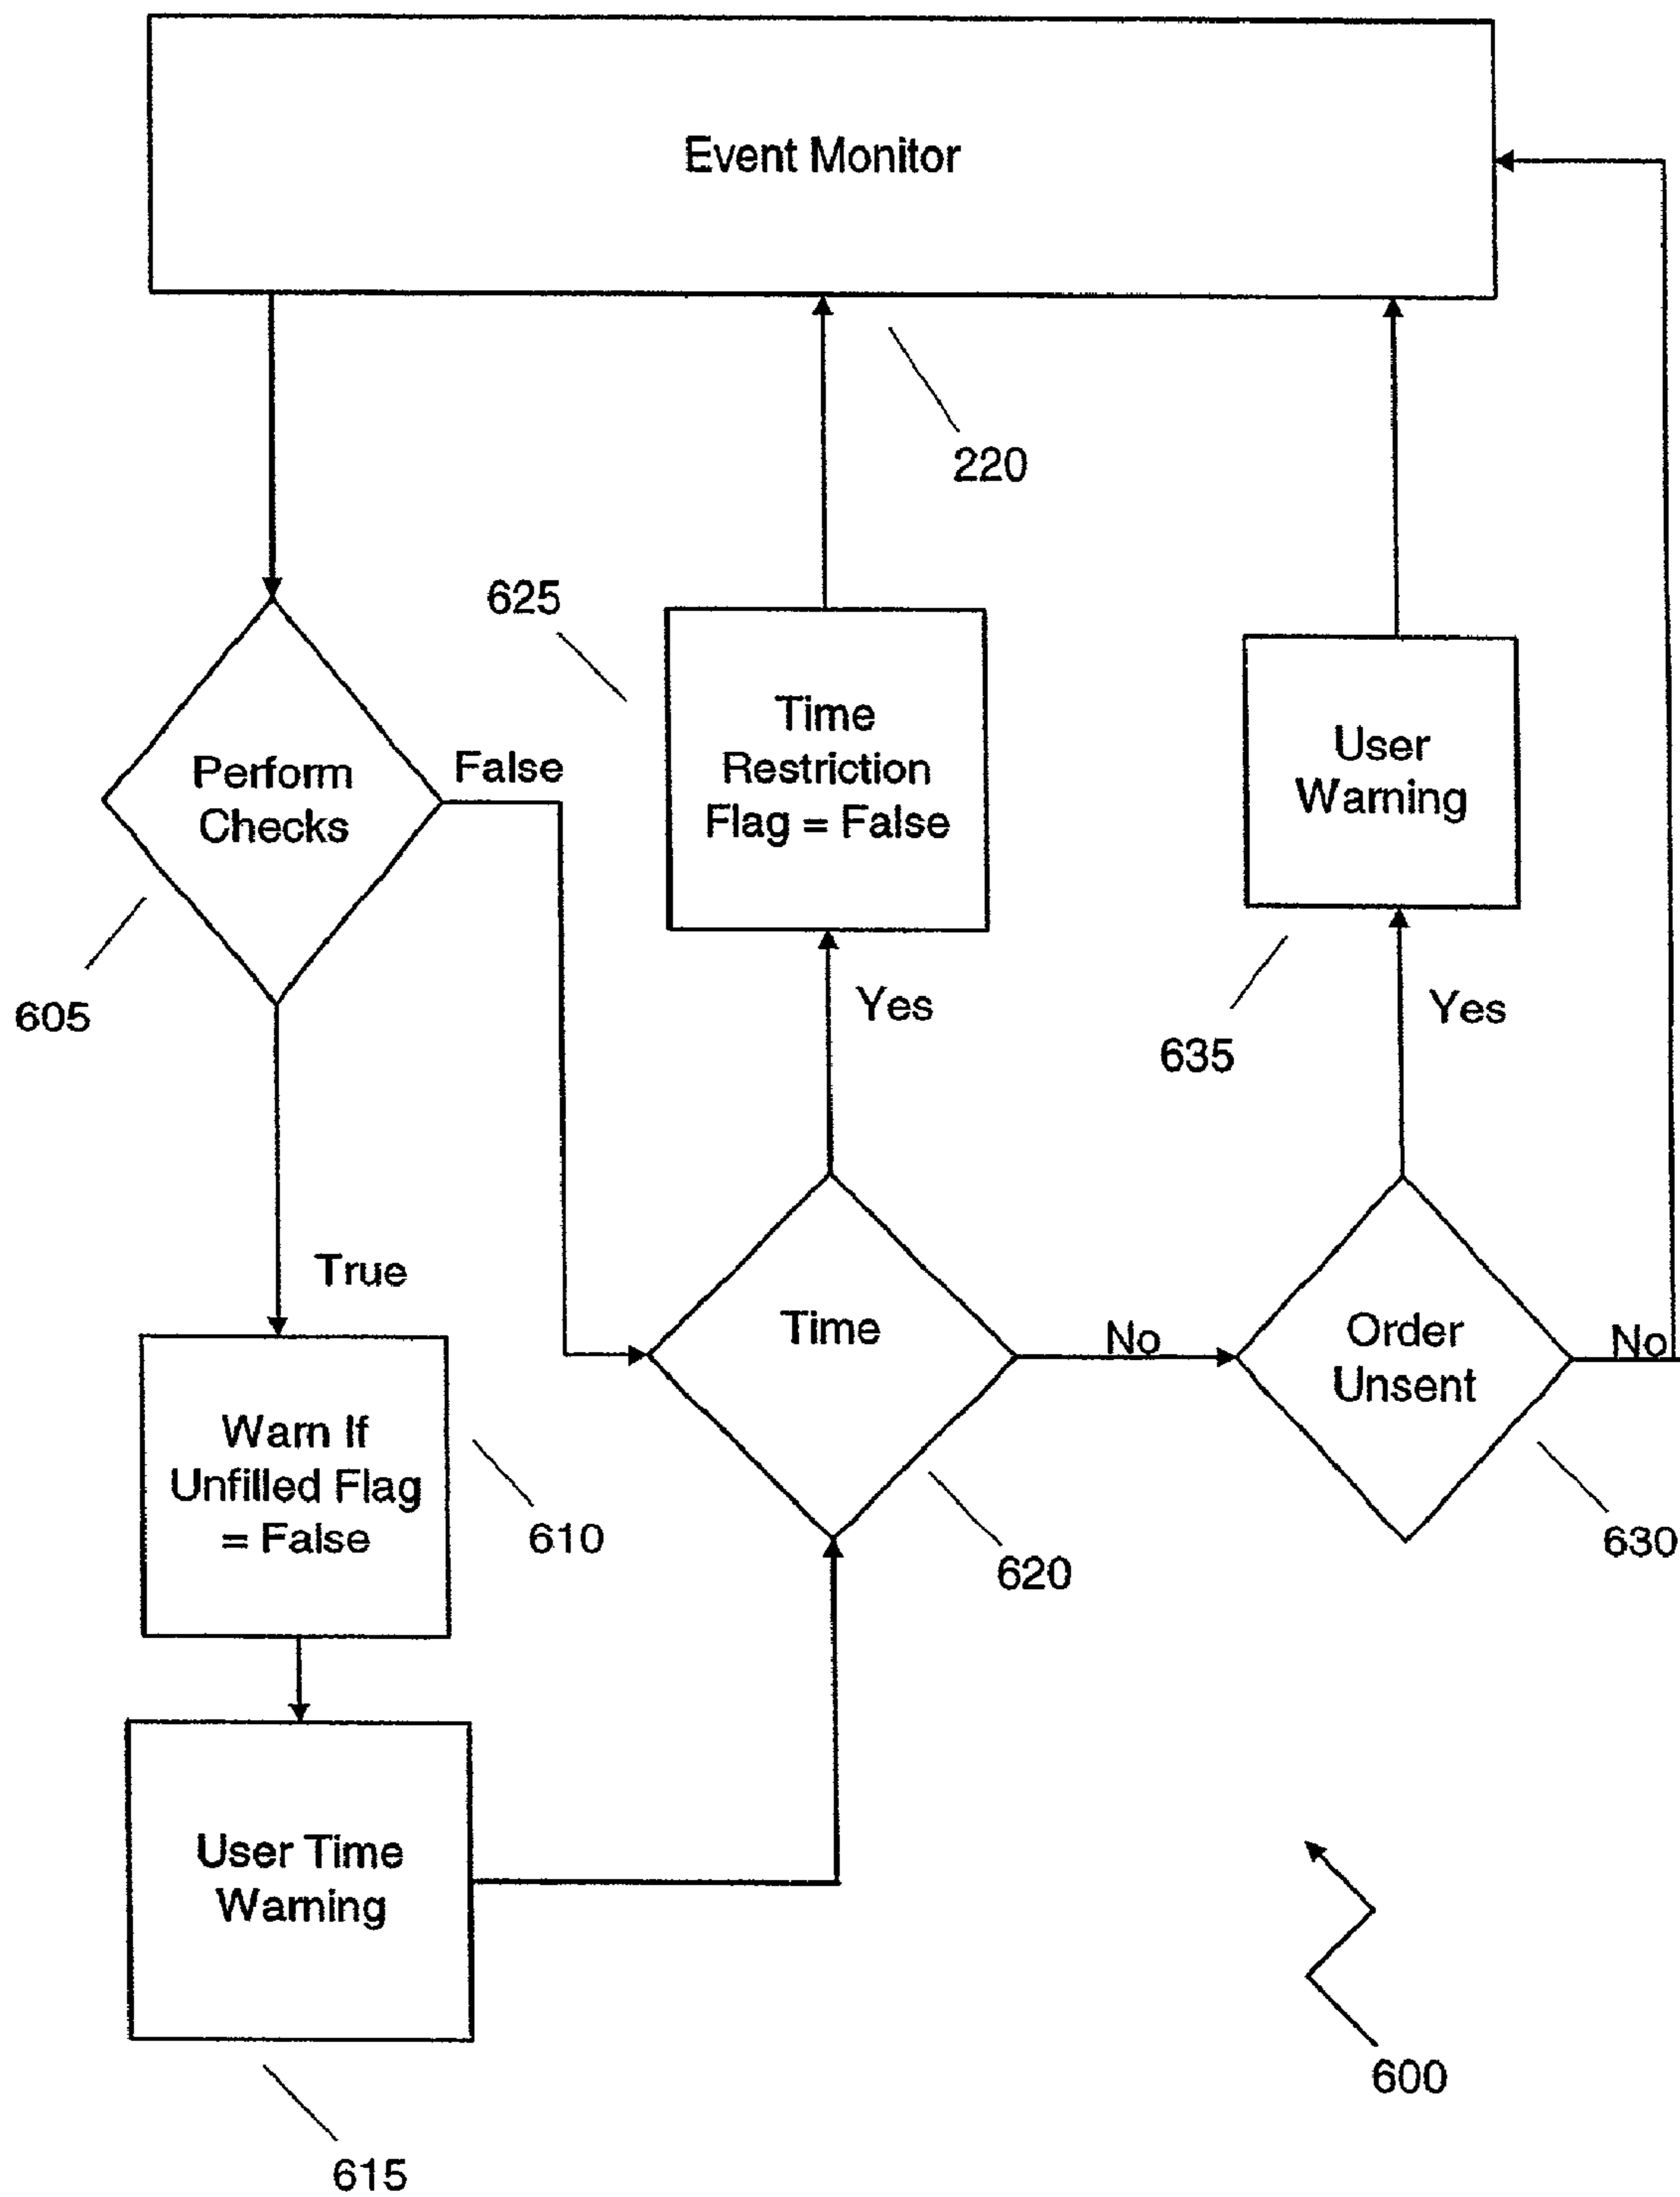 Event Monitor
220
625
Time
Restriction
Flag = False
User
Warning
Perform
Checks
False
605
Yes
635
Yes
True
Time
No
Order
Unsent
No
Warn If
Unfilled Flag
= False
610
620
630
User Time
Warning
600
615